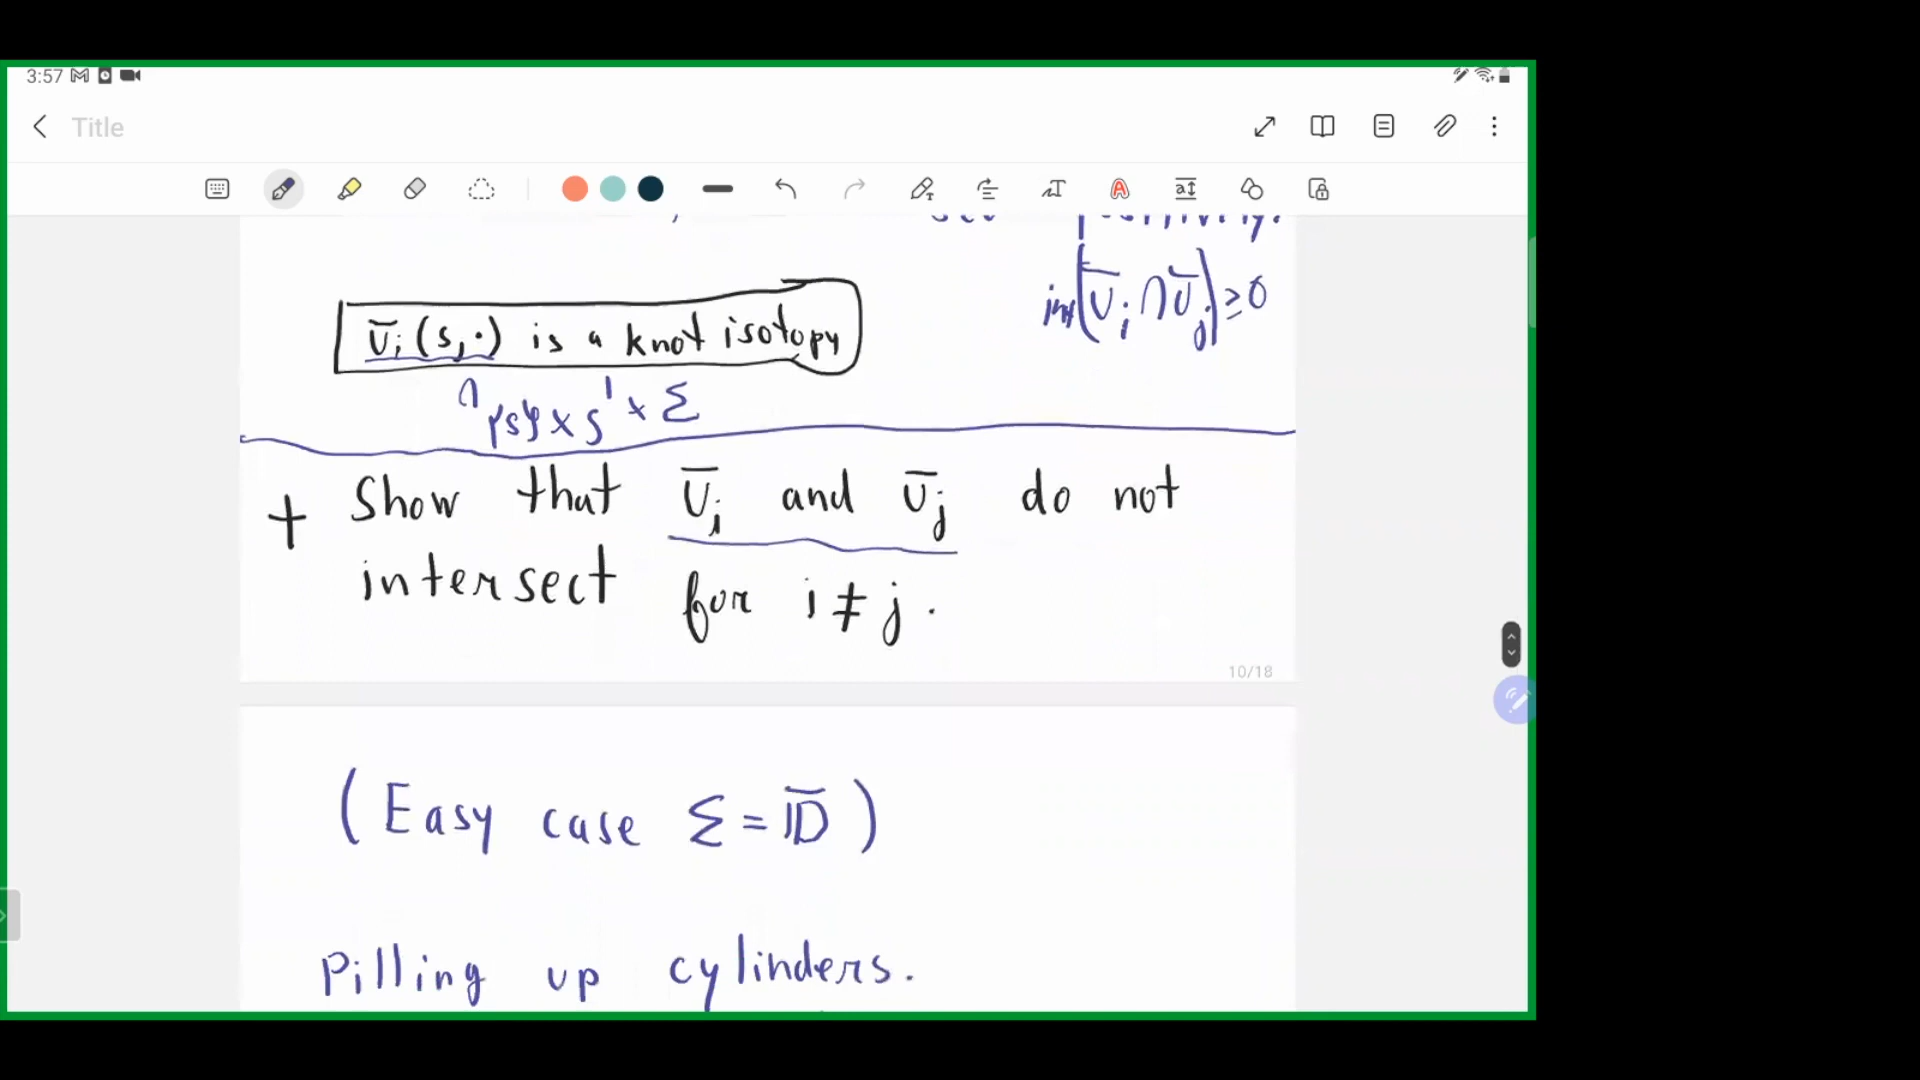 3:57
Title
int(ū_i ∩ ū_j) ≥ 0
ū_i (s,·) is a knot isotopy
∩ {s} × S¹ × Σ
+ Show that ū_i and ū_j do not
intersect for i ≠ j.
10/18
(Easy case Σ = 𝔻̄)
Pilling up cylinders.